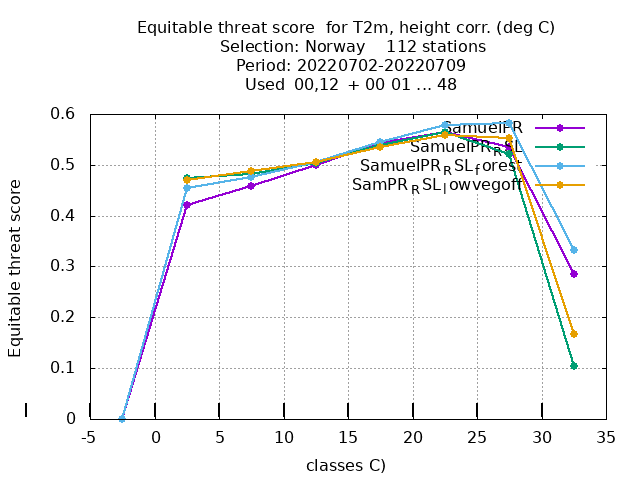 Equitable threat score for T2m, height corr. (deg C)
Selection: Norway 112 stations
Period: 20220702-20220709
Used 00,12 + 00 01 ... 48
Equitable threat score
0.6
0.5
0.4
0.3
0.2
0.1
0
SamuelPR
SamuelPR_RSL
SamuelPR_RSL_forest
SamPR_RSL_lowvegoff
-5 0 5 10 15 20 25 30 35
classes C)